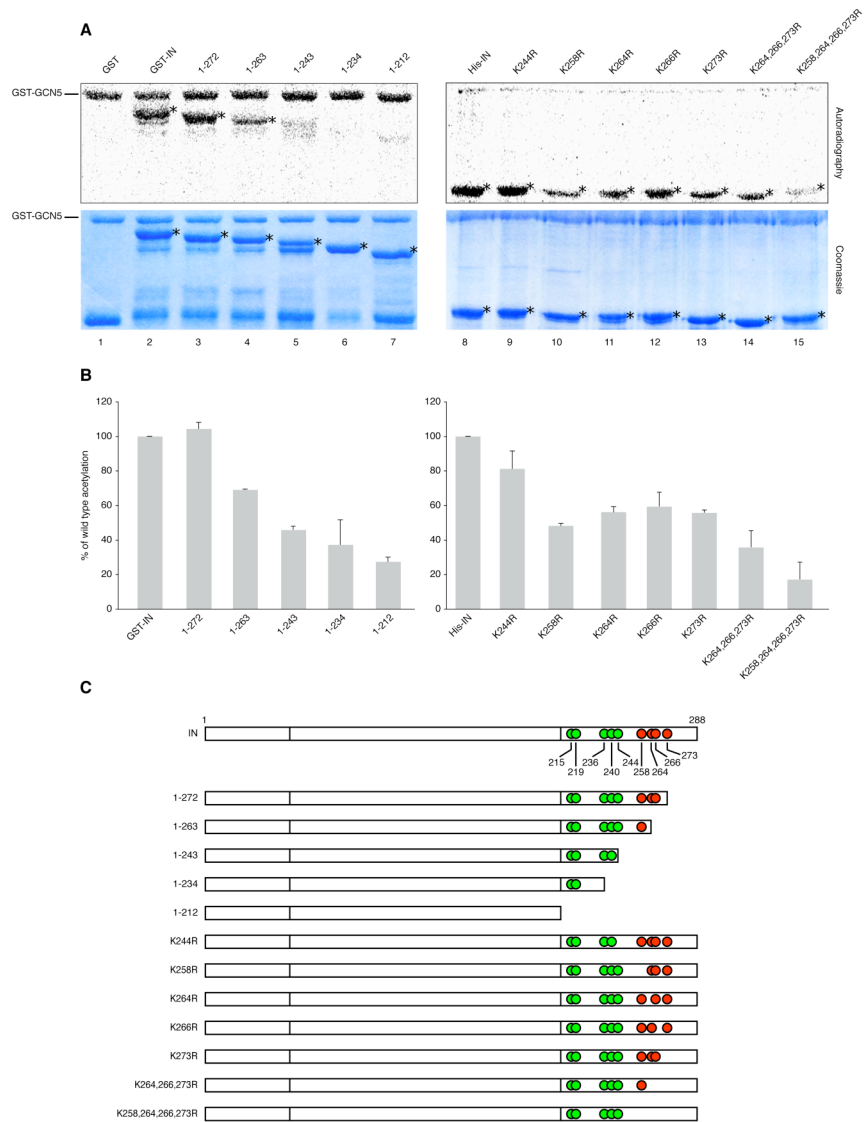 A
GST GST-IN 1-272 1-263 1-243 1-234 1-212
His-IN K244R K258R K264R K266R K273R K264,266,273R K258,264,266,273R
GST-GCN5
* * *
* * * * * * * *
Autoradiography
GST-GCN5
* * * * * *
* * * * * * * *
Coomassie
1 2 3 4 5 6 7 8 9 10 11 12 13 14 15
B
% of wild type acetylation
120 100 80 60 40 20 0
GST-IN 1-272 1-263 1-243 1-234 1-212
120 100 80 60 40 20 0
His-IN K244R K258R K264R K266R K273R K264,266,273R K258,264,266,273R
C
1 288
IN
215 236 244 258 266 273
219 240 264
1-272
1-263
1-243
1-234
1-212
K244R
K258R
K264R
K266R
K273R
K264,266,273R
K258,264,266,273R